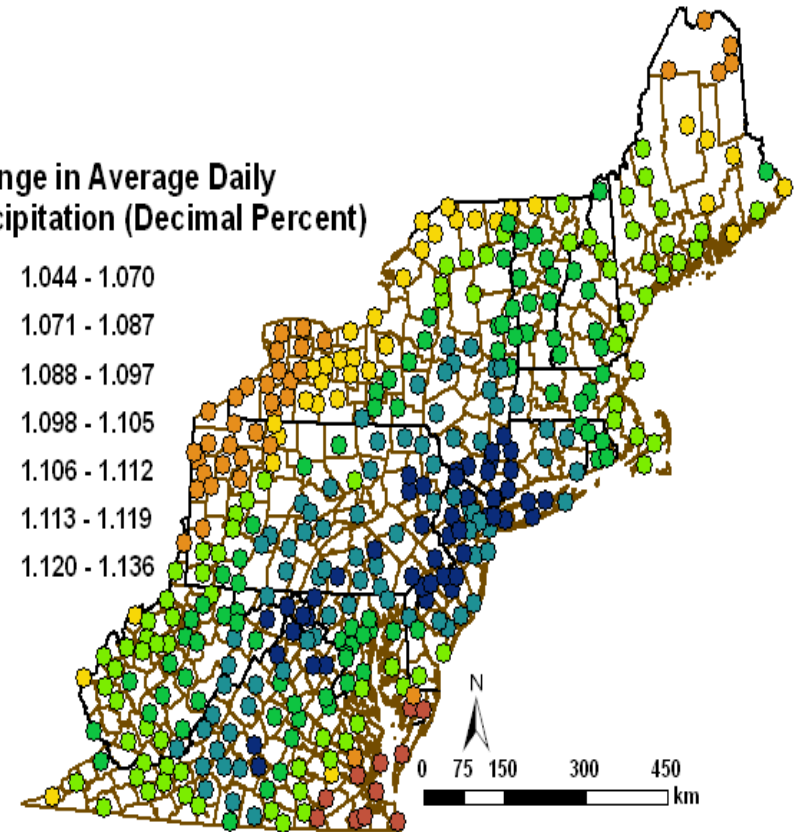 nge in Average Daily
cipitation (Decimal Percent)
1.044 - 1.070
1.071 - 1.087
1.088 - 1.097
1.098 - 1.105
1.106 - 1.112
1.113 - 1.119
1.120 - 1.136
N
0 75 150 300 450
km